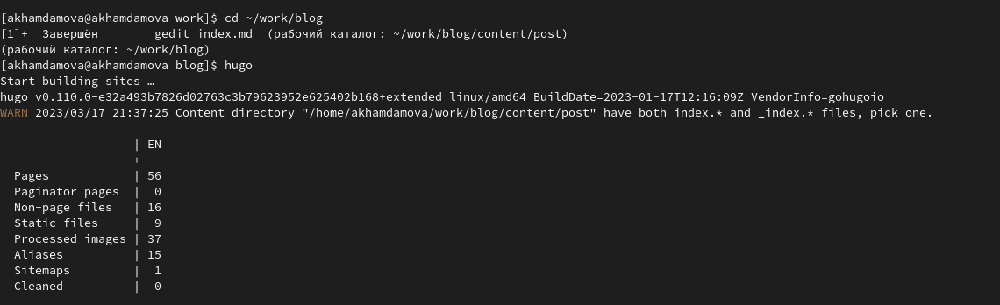 [akhamdamova@akhamdamova work]$ cd ~/work/blog
[1]+  Завершён        gedit index.md  (рабочий каталог: ~/work/blog/content/post)
(рабочий каталог: ~/work/blog)
[akhamdamova@akhamdamova blog]$ hugo
Start building sites …
hugo v0.110.0-e32a493b7826d02763c3b79623952e625402b168+extended linux/amd64 BuildDate=2023-01-17T12:16:09Z VendorInfo=gohugoio
WARN 2023/03/17 21:37:25 Content directory "/home/akhamdamova/work/blog/content/post" have both index.* and _index.* files, pick one.
                   | EN
-------------------+-----
  Pages            | 56
  Paginator pages  |  0
  Non-page files   | 16
  Static files     |  9
  Processed images | 37
  Aliases          | 15
  Sitemaps         |  1
  Cleaned          |  0